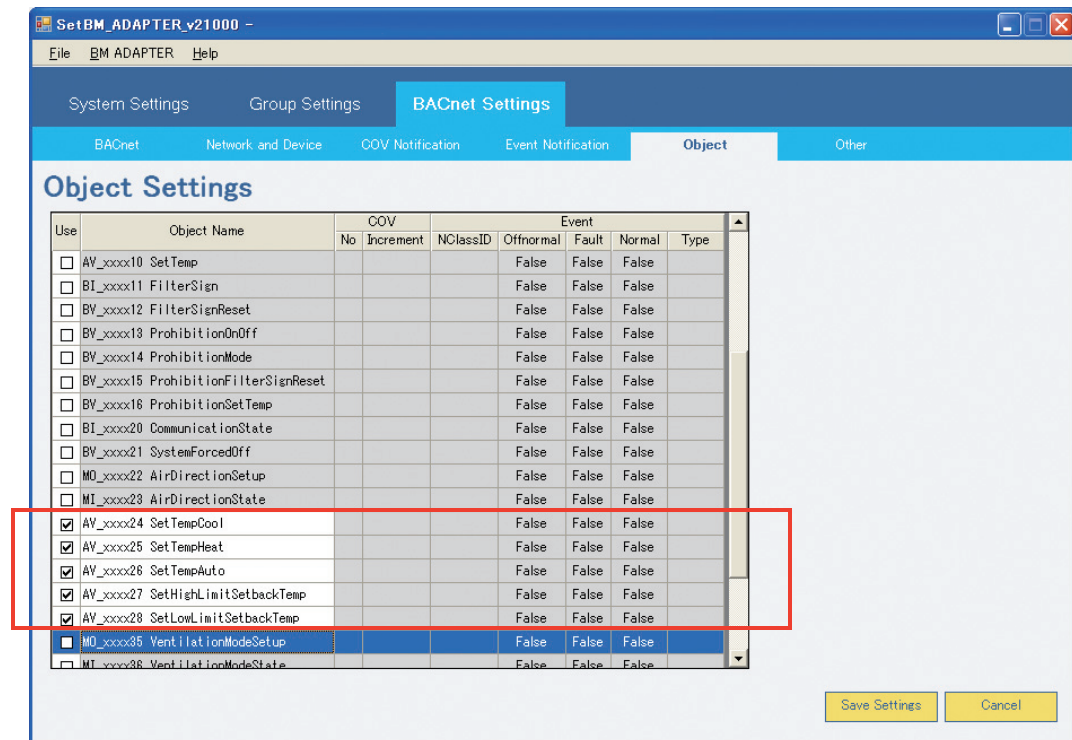 SetBM_ADAPTER_v21000 -
File BM ADAPTER Help
System Settings Group Settings BACnet Settings
BACnet Network and Device COV Notification Event Notification Object Other
Object Settings
Use Object Name COV Event
No Increment NClassID Offnormal Fault Normal Type
AV_xxxx10 SetTemp False False False
BI_xxxx11 FilterSign False False False
BV_xxxx12 FilterSignReset False False False
BV_xxxx13 ProhibitionOnOff False False False
BV_xxxx14 ProhibitionMode False False False
BV_xxxx15 ProhibitionFilterSignReset False False False
BV_xxxx16 ProhibitionSetTemp False False False
BI_xxxx20 CommunicationState False False False
BV_xxxx21 SystemForcedOff False False False
MO_xxxx22 AirDirectionSetup False False False
MI_xxxx23 AirDirectionState False False False
AV_xxxx24 SetTempCool False False False
AV_xxxx25 SetTempHeat False False False
AV_xxxx26 SetTempAuto False False False
AV_xxxx27 SetHighLimitSetbackTemp False False False
AV_xxxx28 SetLowLimitSetbackTemp False False False
MO_xxxx35 VentilationModeSetup False False False
MI_xxxx36 VentilationModeState False False False
Save Settings Cancel